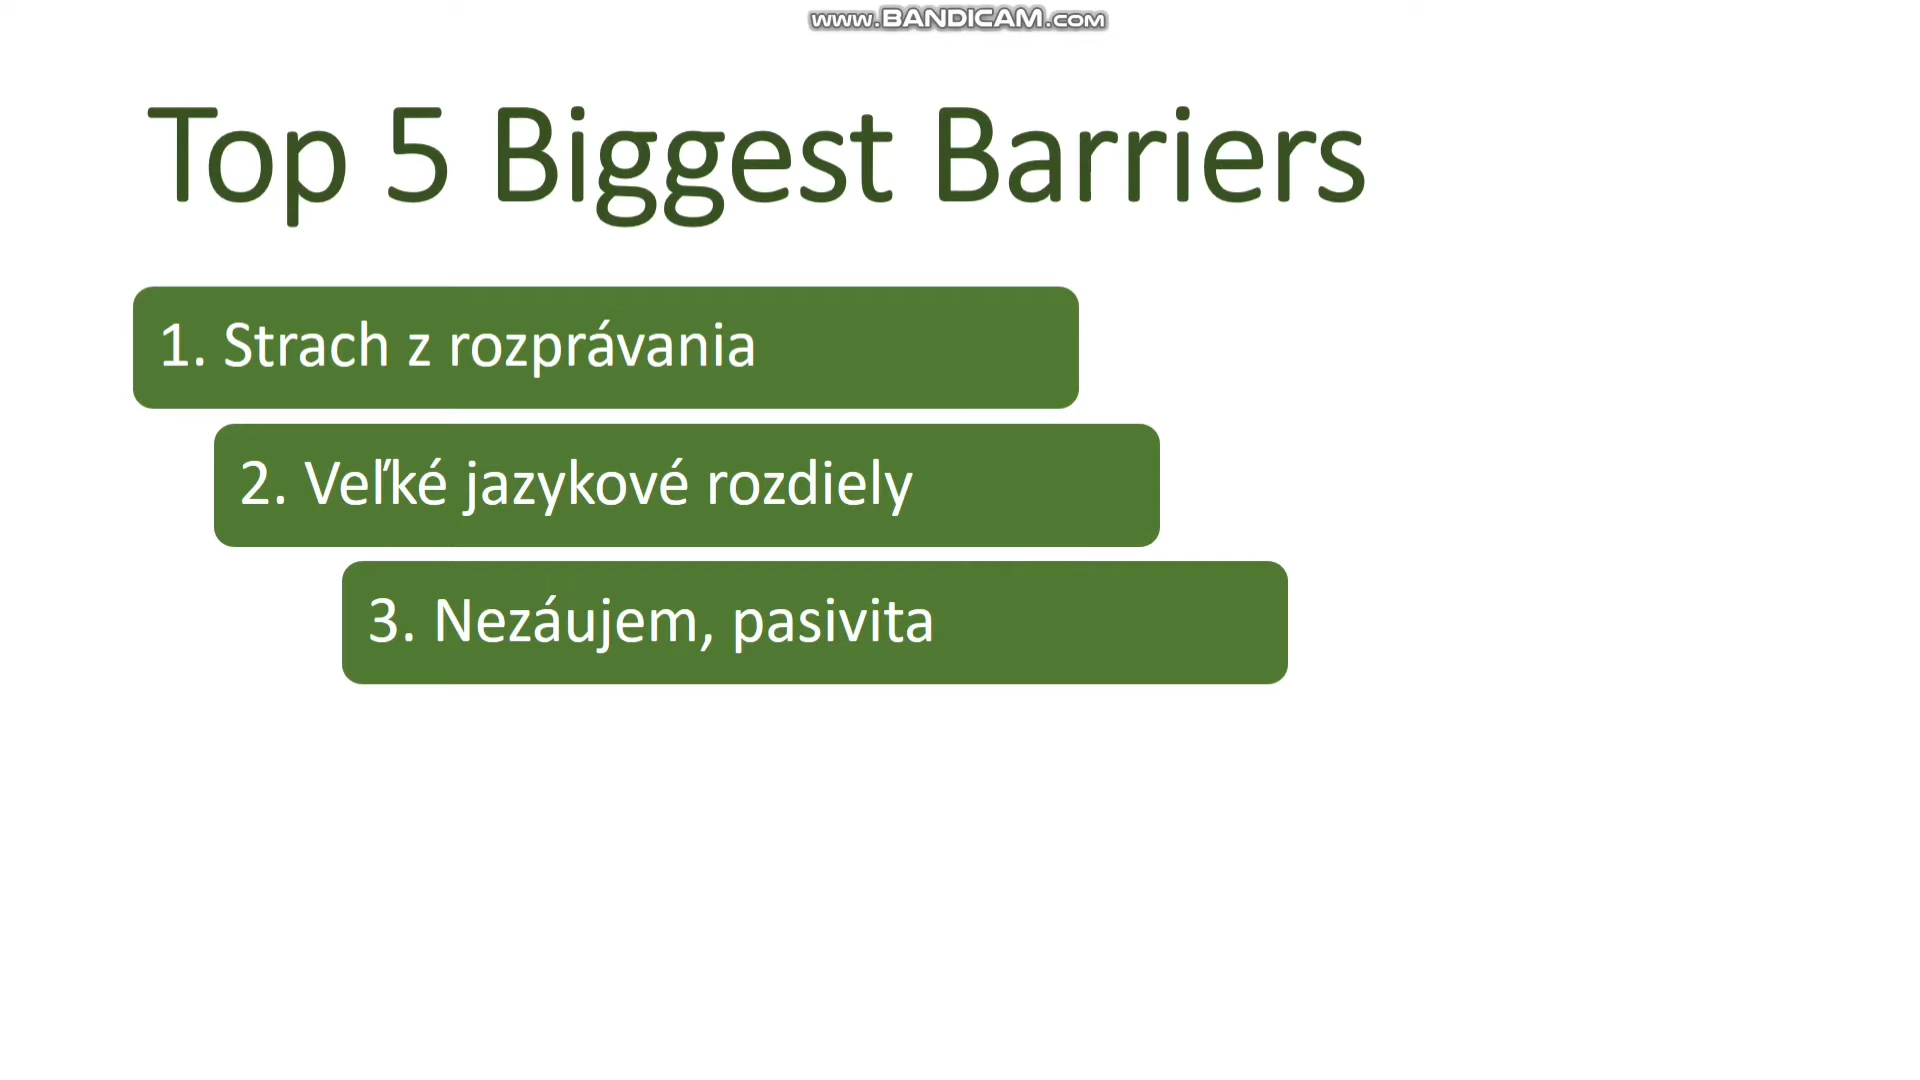 www.BANDICAM.com
Top 5 Biggest Barriers
1. Strach z rozprávania
2. Veľké jazykové rozdiely
3. Nezáujem, pasivita